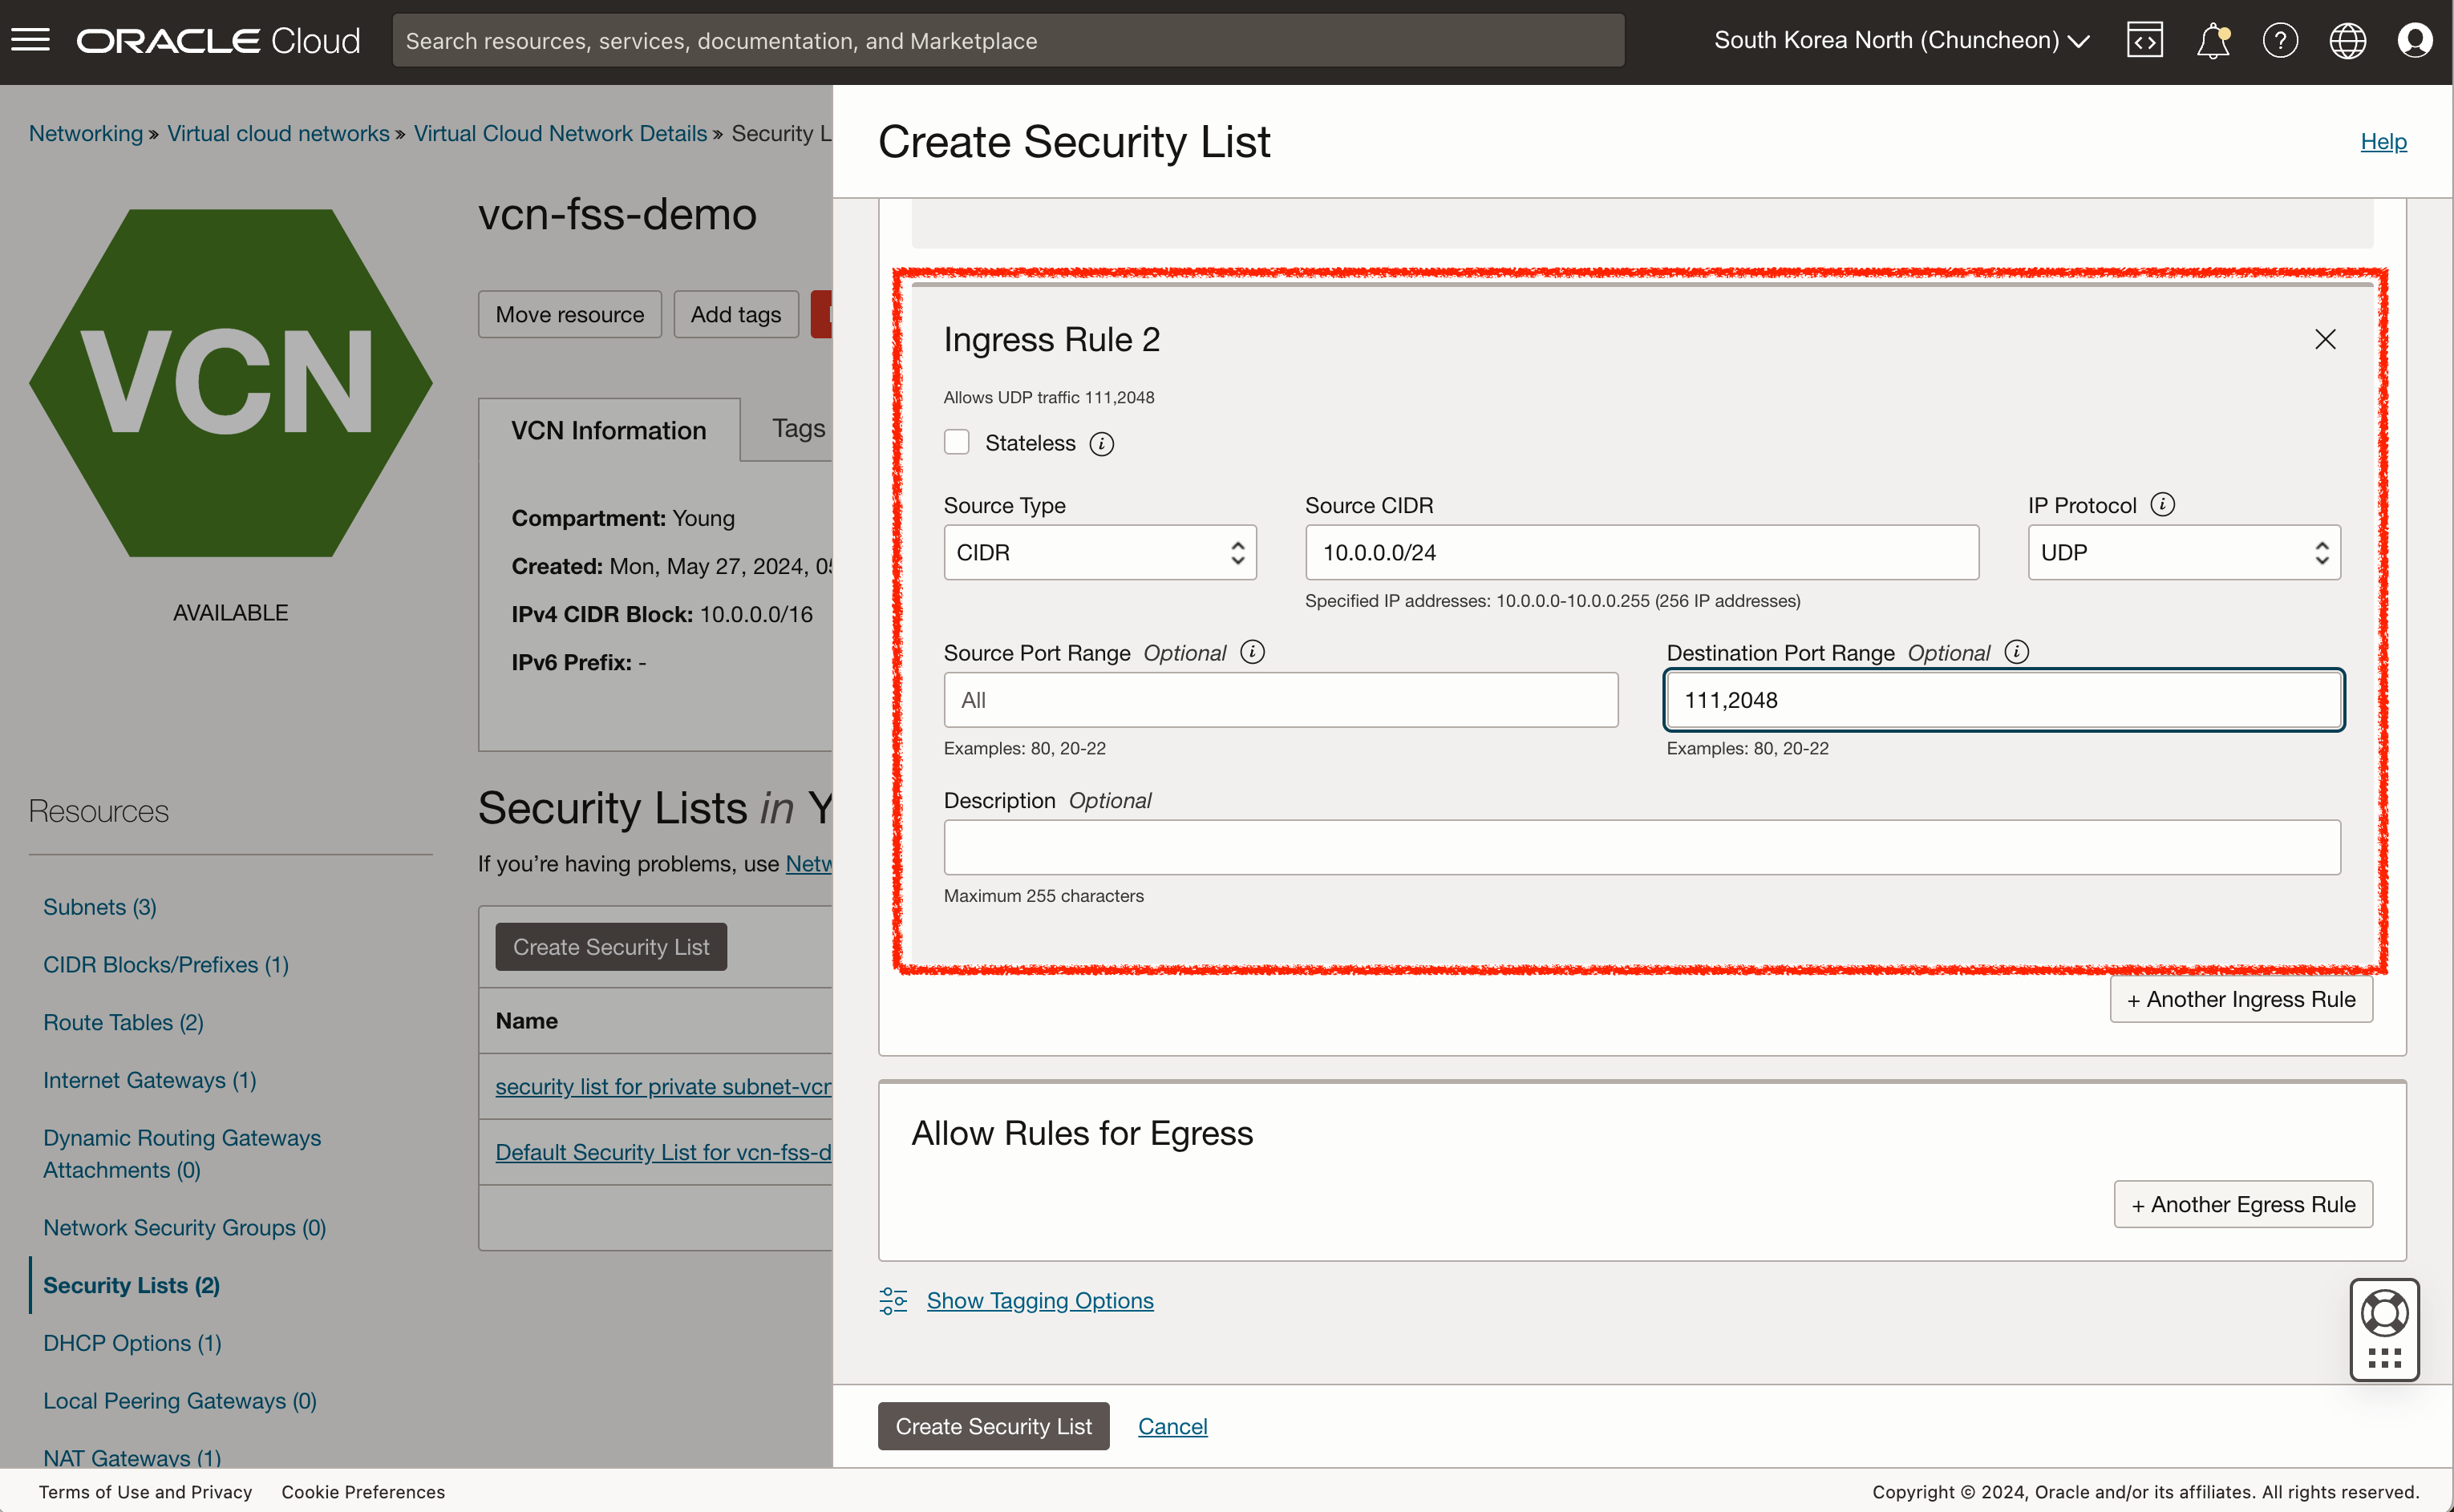 ORACLE Cloud
Search resources, services, documentation, and Marketplace
South Korea North (Chuncheon)
Networking » Virtual cloud networks » Virtual Cloud Network Details » Security L
VCN
AVAILABLE
vcn-fss-demo
Move resource
Add tags
VCN Information
Tags
Compartment: Young
Created: Mon, May 27, 2024, 05
IPv4 CIDR Block: 10.0.0.0/16
IPv6 Prefix: -
Resources
Subnets (3)
CIDR Blocks/Prefixes (1)
Route Tables (2)
Internet Gateways (1)
Dynamic Routing Gateways
Attachments (0)
Network Security Groups (0)
Security Lists (2)
DHCP Options (1)
Local Peering Gateways (0)
NAT Gateways (1)
Security Lists in Y
If you’re having problems, use Netw
Create Security List
Name
security list for private subnet-vcn
Default Security List for vcn-fss-d
Create Security List
Help
Ingress Rule 2
Allows UDP traffic 111,2048
Stateless
Source Type
Source CIDR
IP Protocol
CIDR
10.0.0.0/24
UDP
Specified IP addresses: 10.0.0.0-10.0.0.255 (256 IP addresses)
Source Port Range Optional
Destination Port Range Optional
All
111,2048
Examples: 80, 20-22
Examples: 80, 20-22
Description Optional
Maximum 255 characters
+ Another Ingress Rule
Allow Rules for Egress
+ Another Egress Rule
Show Tagging Options
Create Security List
Cancel
Terms of Use and Privacy
Cookie Preferences
Copyright © 2024, Oracle and/or its affiliates. All rights reserved.